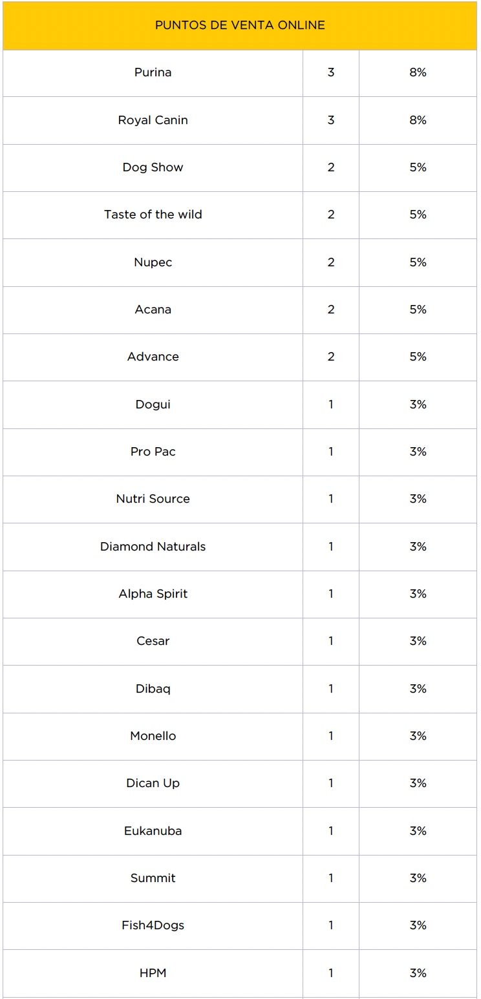 PUNTOS DE VENTA ONLINE
Purina 3 8%
Royal Canin 3 8%
Dog Show 2 5%
Taste of the wild 2 5%
Nupec 2 5%
Acana 2 5%
Advance 2 5%
Dogui 1 3%
Pro Pac 1 3%
Nutri Source 1 3%
Diamond Naturals 1 3%
Alpha Spirit 1 3%
Cesar 1 3%
Dibaq 1 3%
Monello 1 3%
Dican Up 1 3%
Eukanuba 1 3%
Summit 1 3%
Fish4Dogs 1 3%
HPM 1 3%